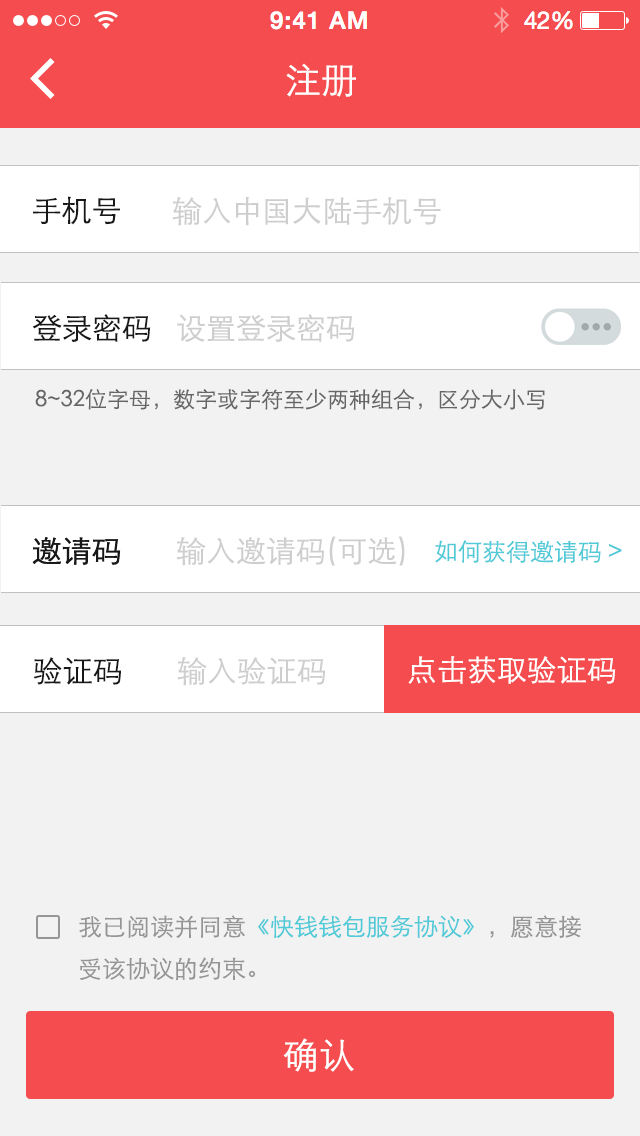 9:41 AM 42%
注册
手机号 输入中国大陆手机号
登录密码 设置登录密码
8~32位字母，数字或字符至少两种组合，区分大小写
邀请码 输入邀请码(可选) 如何获得邀请码 >
验证码 输入验证码 点击获取验证码
我已阅读并同意《快钱钱包服务协议》，愿意接
受该协议的约束。
确认